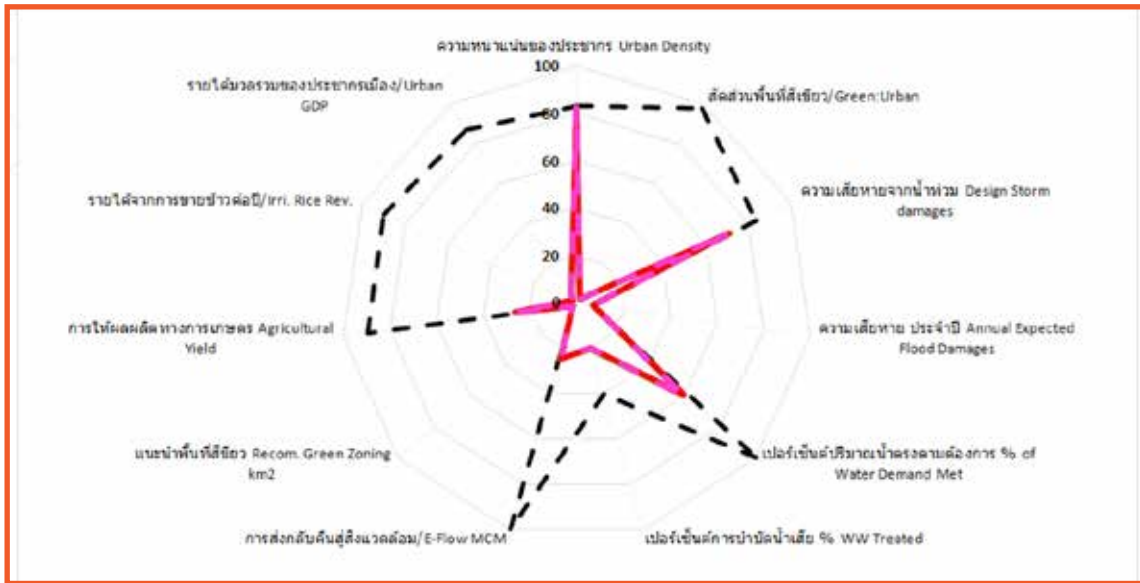 ความหนาแน่นของประชากร Urban Density
100
80
60
40
20
0
สัดส่วนพื้นที่สีเขียว/Green:Urban
ความเสียหายจากน้ำท่วม Design Storm
damages
ความเสียหาย ประจำปี Annual Expected
Flood Damages
เปอร์เซ็นต์ปริมาณน้ำตรงตามต้องการ % of
Water Demand Met
เปอร์เซ็นต์การบำบัดน้ำเสีย % WW Treated
การส่งกลับคืนสู่สิ่งแวดล้อม/E-Flow MCM
แนะนำพื้นที่สีเขียว Recom. Green Zoning
km2
การให้ผลผลิตทางการเกษตร Agricultural
Yield
รายได้จากการขายข้าวต่อปี/Irri. Rice Rev.
รายได้มวลรวมของประชากรเมือง/Urban
GDP